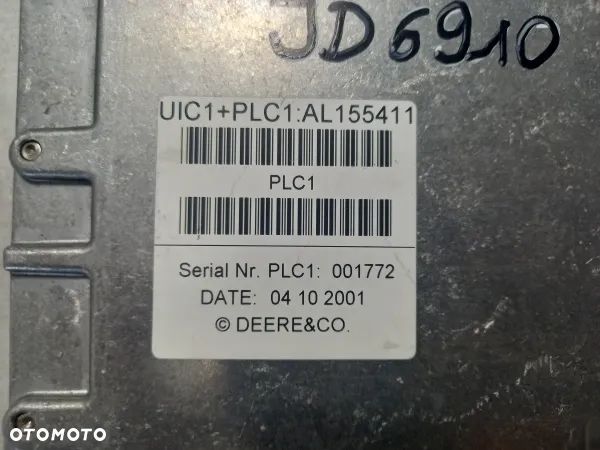 JD6910
UIC1+PLC1:AL155411
PLC1
Serial Nr. PLC1: 001772
DATE: 04 10 2001
© DEERE&CO.
OTOMOTO